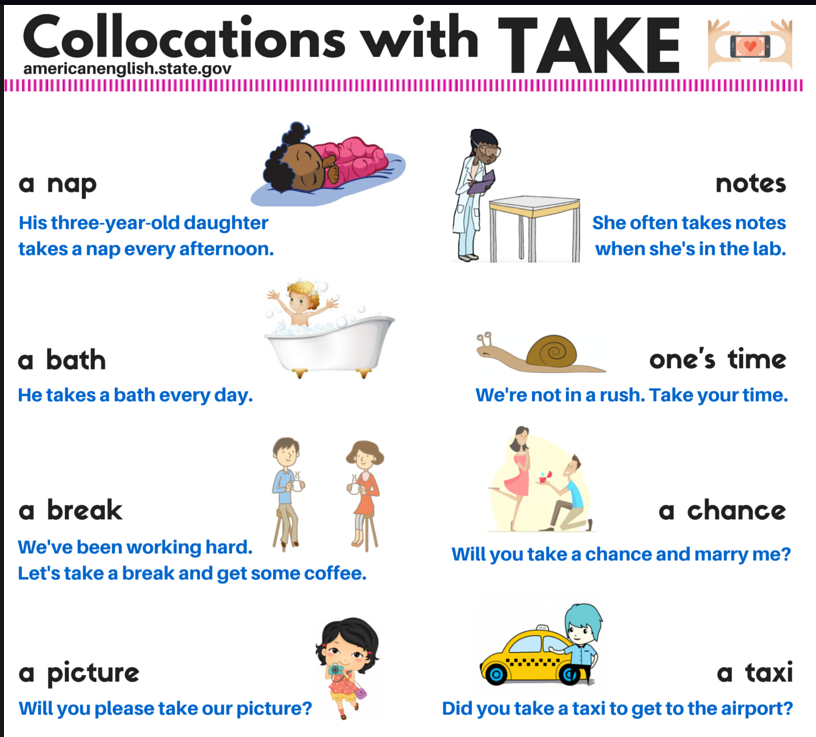 Collocations with TAKE
americanenglish.state.gov
a nap
His three-year-old daughter
takes a nap every afternoon.
notes
She often takes notes
when she's in the lab.
a bath
He takes a bath every day.
one's time
We're not in a rush. Take your time.
a break
We've been working hard.
Let's take a break and get some coffee.
a chance
Will you take a chance and marry me?
a picture
Will you please take our picture?
a taxi
Did you take a taxi to get to the airport?